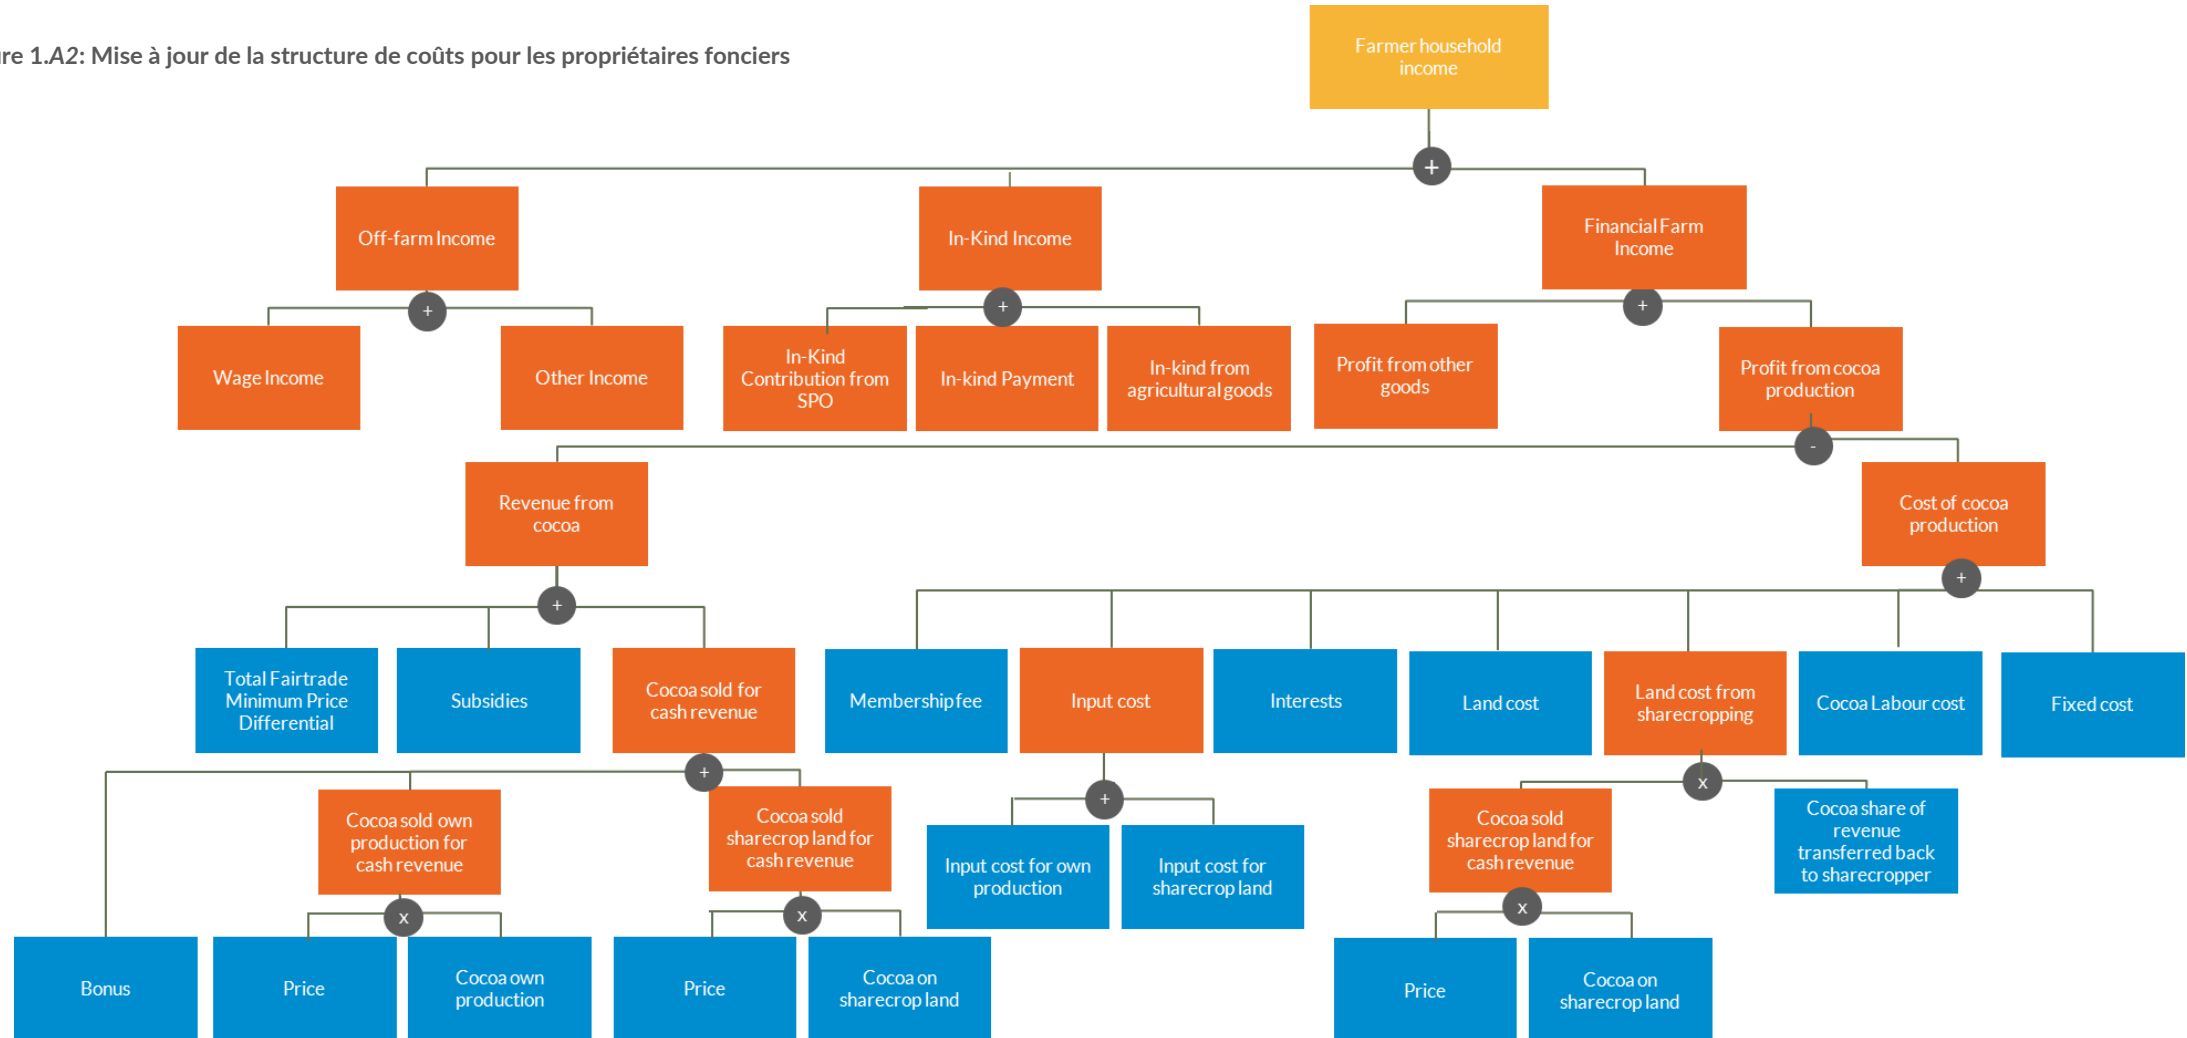 re 1.A2: Mise à jour de la structure de coûts pour les propriétaires fonciers
Farmer household
income
+
Off-farm Income
In-Kind Income
Financial Farm
Income
+
+
+
Wage Income
Other Income
In-Kind
Contribution from
SPO
In-kind Payment
In-kind from
agricultural goods
Profit from other
goods
Profit from cocoa
production
-
Revenue from
cocoa
Cost of cocoa
production
+
+
Total Fairtrade
Minimum Price
Differential
Subsidies
Cocoa sold for
cash revenue
Membership fee
Input cost
Interests
Land cost
Land cost from
sharecropping
Cocoa Labour cost
Fixed cost
+
+
x
Cocoa sold own
production for
cash revenue
Cocoa sold
sharecrop land for
cash revenue
Input cost for own
production
Input cost for
sharecrop land
Cocoa sold
sharecrop land for
cash revenue
Cocoa share of
revenue
transferred back
to sharecropper
x
x
x
Bonus
Price
Cocoa own
production
Price
Cocoa on
sharecrop land
Price
Cocoa on
sharecrop land